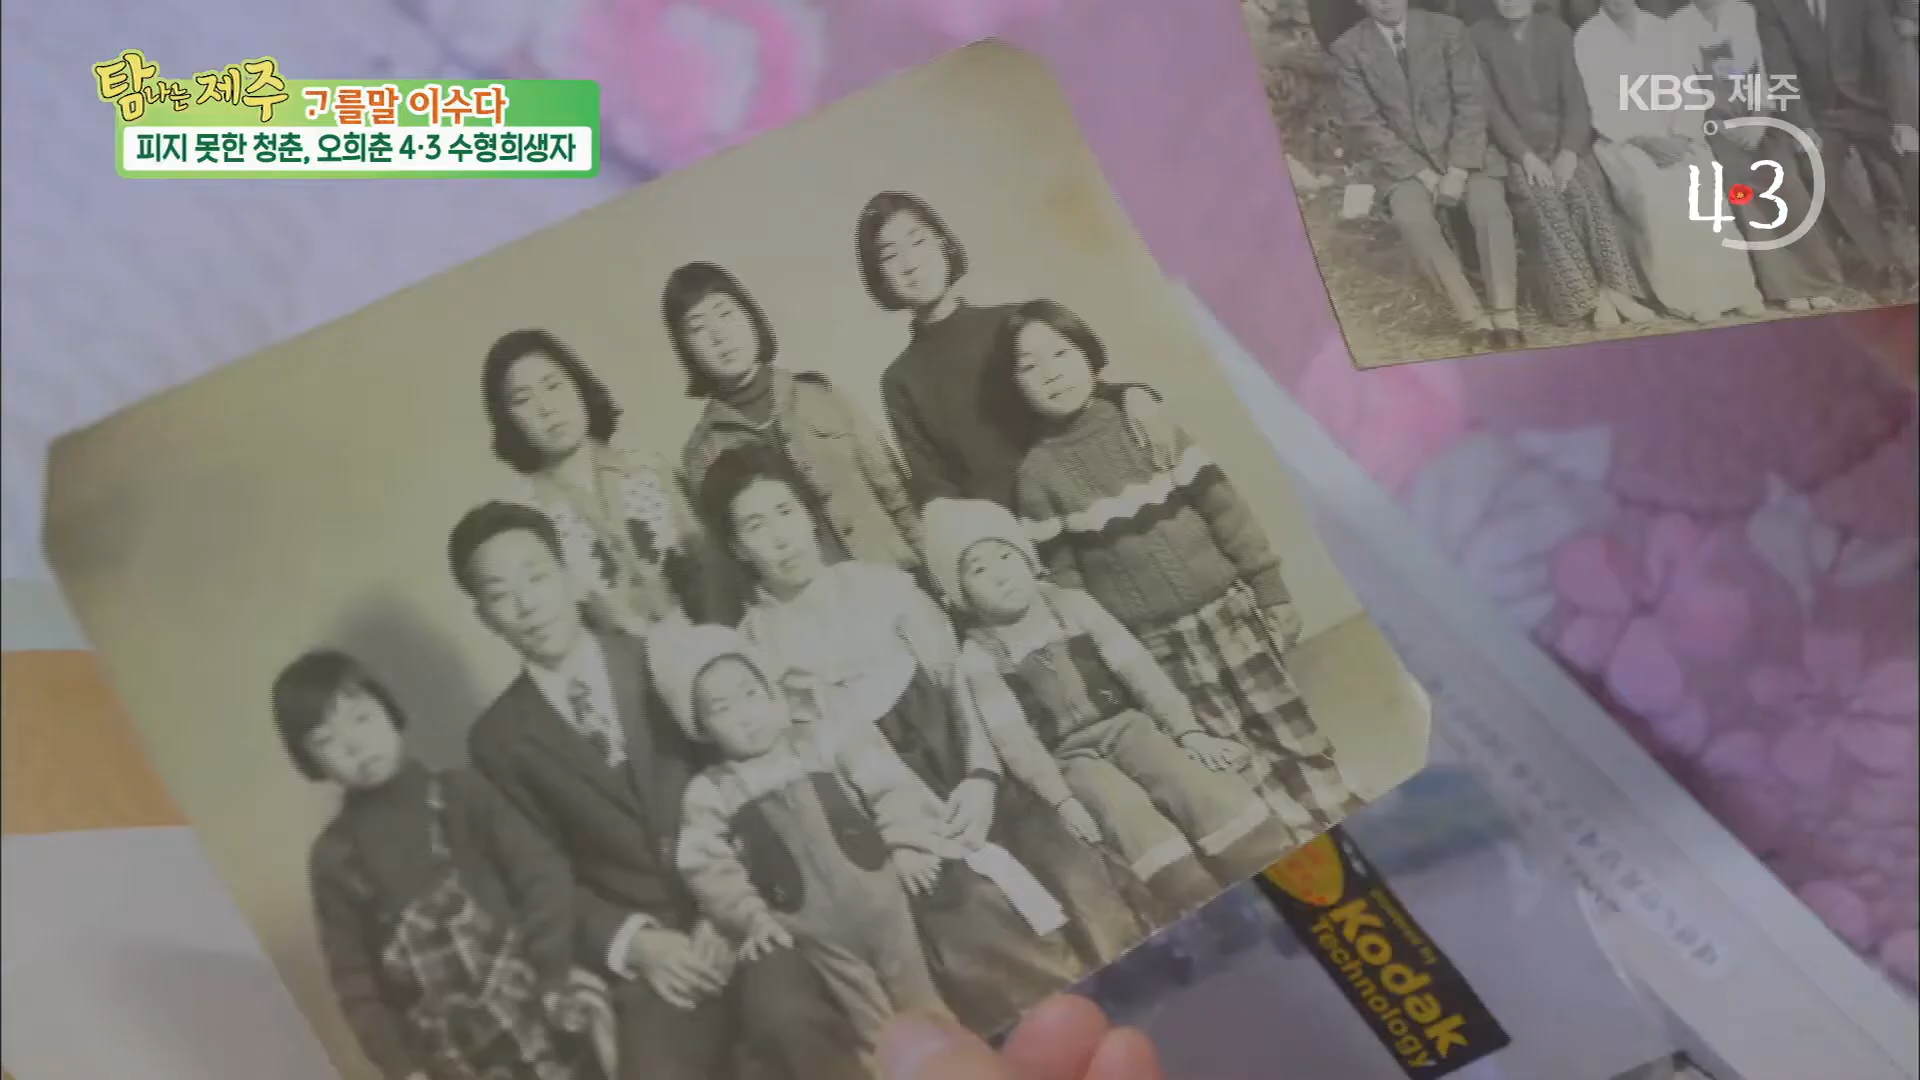 탐나는 제주
ᄀᆞ를말 이수다
피지 못한 청춘, 오희춘 4·3 수형희생자
KBS 제주
4·3
Kodak
Technology